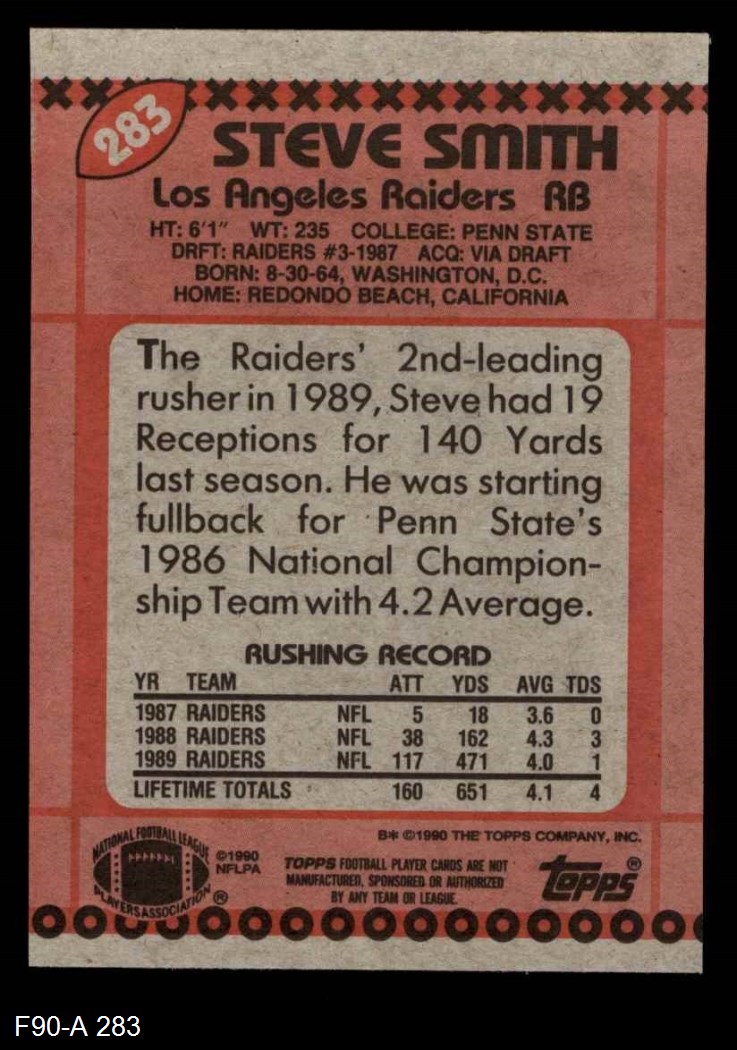 283
STEVE SMITH
Los Angeles Raiders RB
HT: 6'1" WT: 235 COLLEGE: PENN STATE
DRFT: RAIDERS #3-1987 ACQ: VIA DRAFT
BORN: 8-30-64, WASHINGTON, D.C.
HOME: REDONDO BEACH, CALIFORNIA
The Raiders' 2nd-leading
rusher in 1989, Steve had 19
Receptions for 140 Yards
last season. He was starting
fullback for Penn State's
1986 National Champion-
ship Team with 4.2 Average.
RUSHING RECORD
YR TEAM ATT YDS AVG TDS
1987 RAIDERS NFL 5 18 3.6 0
1988 RAIDERS NFL 38 162 4.3 3
1989 RAIDERS NFL 117 471 4.0 1
LIFETIME TOTALS 160 651 4.1 4
B* ©1990 THE TOPPS COMPANY, INC.
NATIONAL FOOTBALL LEAGUE
PLAYERS ASSOCIATION ®
©1990
NFLPA
TOPPS FOOTBALL PLAYER CARDS ARE NOT
MANUFACTURED, SPONSORED OR AUTHORIZED
BY ANY TEAM OR LEAGUE.
topps®
F90-A 283